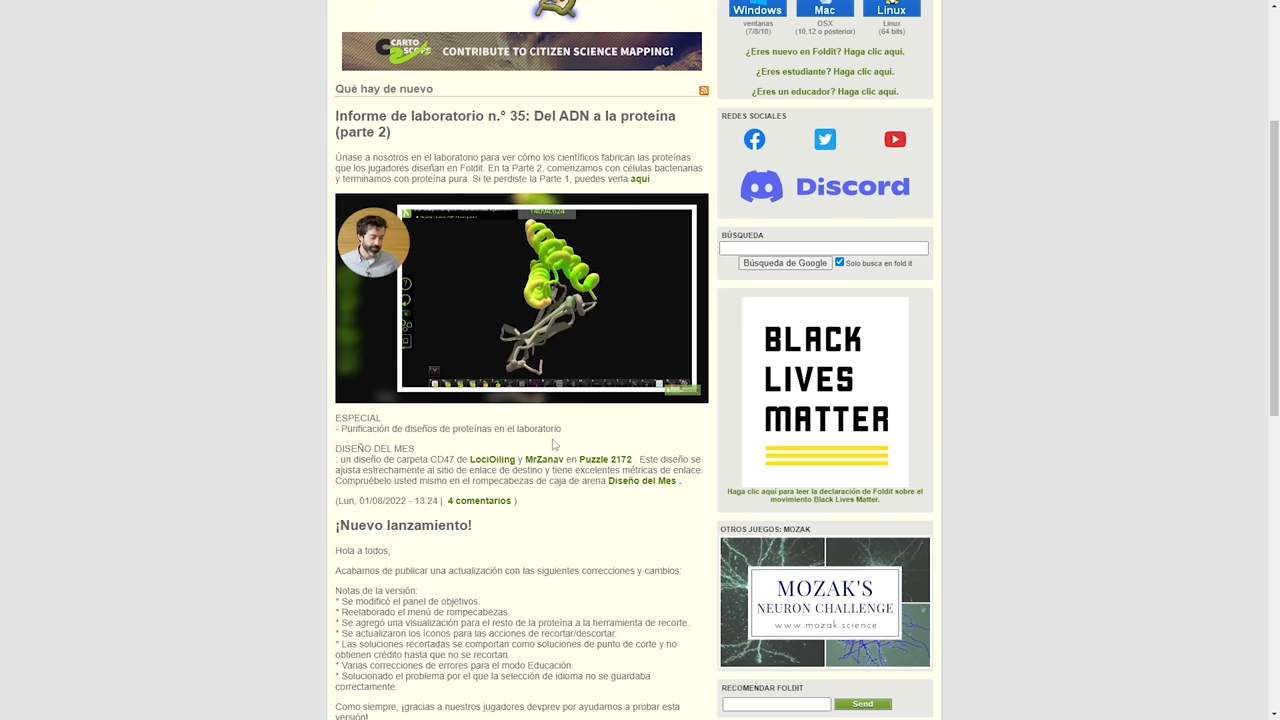 CARTO
SCOPE
CONTRIBUTE TO CITIZEN SCIENCE MAPPING!
Qué hay de nuevo
Informe de laboratorio n.° 35: Del ADN a la proteína
(parte 2)
Únase a nosotros en el laboratorio para ver cómo los científicos fabrican las proteínas
que los jugadores diseñan en Foldit. En la Parte 2, comenzamos con células bacterianas
y terminamos con proteína pura. Si te perdiste la Parte 1, puedes verla aquí .
14094.624
ESPECIAL
- Purificación de diseños de proteínas en el laboratorio
DISEÑO DEL MES
: un diseño de carpeta CD47 de LociOiling y MrZanav en Puzzle 2172 . Este diseño se
ajusta estrechamente al sitio de enlace de destino y tiene excelentes métricas de enlace.
Compruébelo usted mismo en el rompecabezas de caja de arena Diseño del Mes .
(Lun, 01/08/2022 - 13:24 | 4 comentarios )
¡Nuevo lanzamiento!
Hola a todos,
Acabamos de publicar una actualización con las siguientes correcciones y cambios:
Notas de la versión:
* Se modificó el panel de objetivos.
* Reelaborado el menú de rompecabezas.
* Se agregó una visualización para el resto de la proteína a la herramienta de recorte.
* Se actualizaron los íconos para las acciones de recortar/descortar.
* Las soluciones recortadas se comportan como soluciones de punto de corte y no
obtienen crédito hasta que no se recortan.
* Varias correcciones de errores para el modo Educación.
* Solucionado el problema por el que la selección de idioma no se guardaba
correctamente.
Como siempre, ¡gracias a nuestros jugadores devprev por ayudarnos a probar esta
versión!
Windows Mac Linux
ventanas OSX Linux
(7/8/10) (10.12 o posterior) (64 bits)
¿Eres nuevo en Foldit? Haga clic aquí.
¿Eres estudiante? Haga clic aquí.
¿Eres un educador? Haga clic aquí.
REDES SOCIALES
Discord
BÚSQUEDA
Búsqueda de Google Solo busca en fold.it
BLACK
LIVES
MATTER
Haga clic aquí para leer la declaración de Foldit sobre el
movimiento Black Lives Matter.
OTROS JUEGOS: MOZAK
MOZAK'S
NEURON CHALLENGE
www.mozak.science
RECOMENDAR FOLDIT
Send